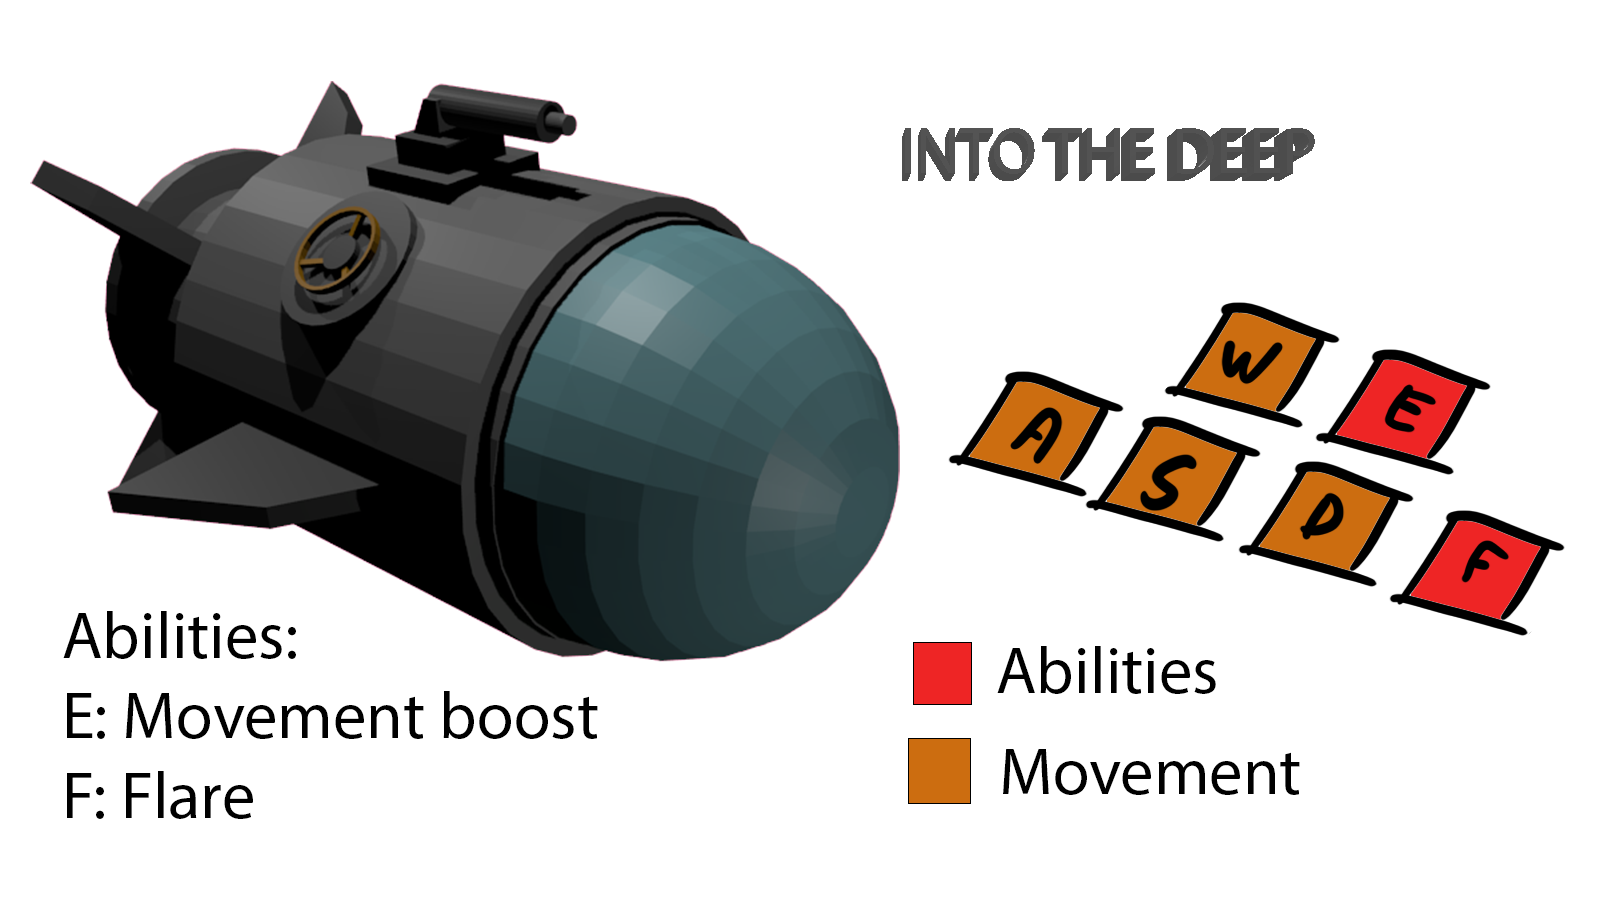 INTO THE DEEP
W
E
A
S
D
F
Abilities:
E: Movement boost
F: Flare
Abilities
Movement